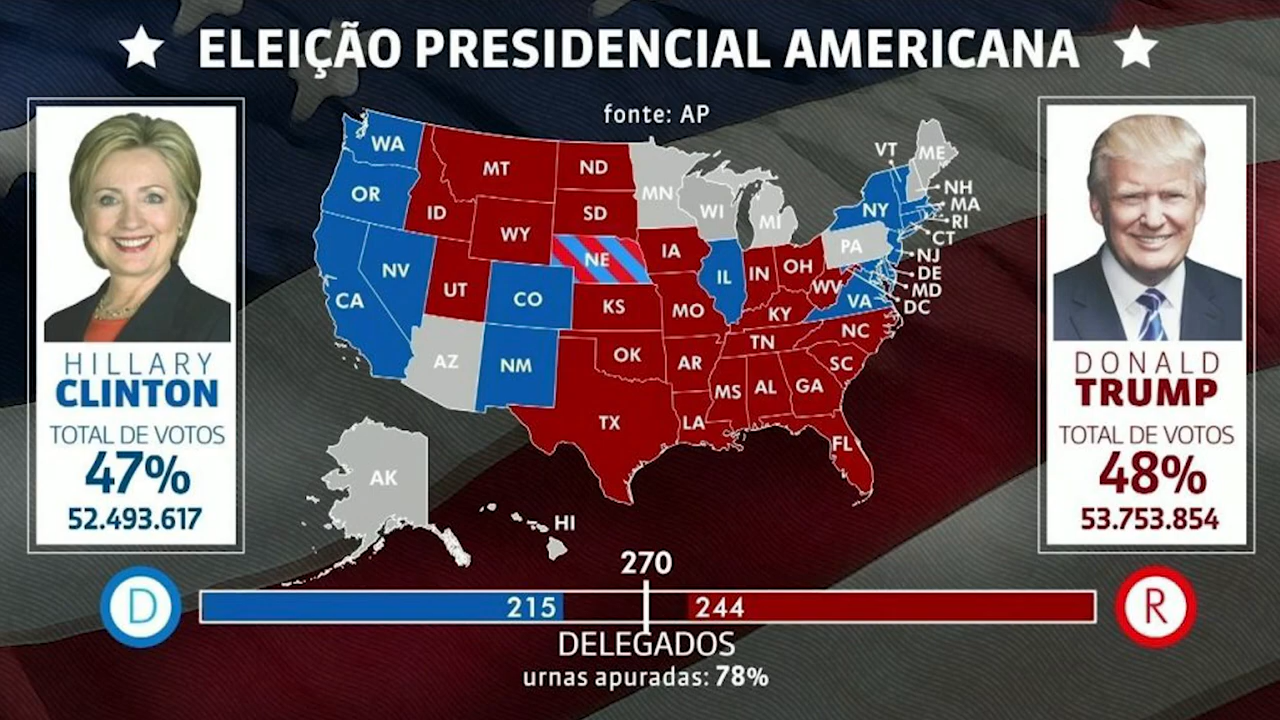 ELEIÇÃO PRESIDENCIAL AMERICANA
fonte: AP
HILLARY
CLINTON
TOTAL DE VOTOS
47%
52.493.617
WA
OR
CA
NV
ID
MT
WY
UT
AZ
CO
NM
ND
SD
NE
KS
OK
TX
MN
IA
MO
AR
LA
WI
IL
MI
IN
OH
KY
TN
MS
AL
GA
FL
SC
NC
VA
WV
PA
NY
VT
ME
NH
MA
RI
CT
NJ
DE
MD
DC
AK
HI
DONALD
TRUMP
TOTAL DE VOTOS
48%
53.753.854
270
D
215
244
R
DELEGADOS
urnas apuradas: 78%